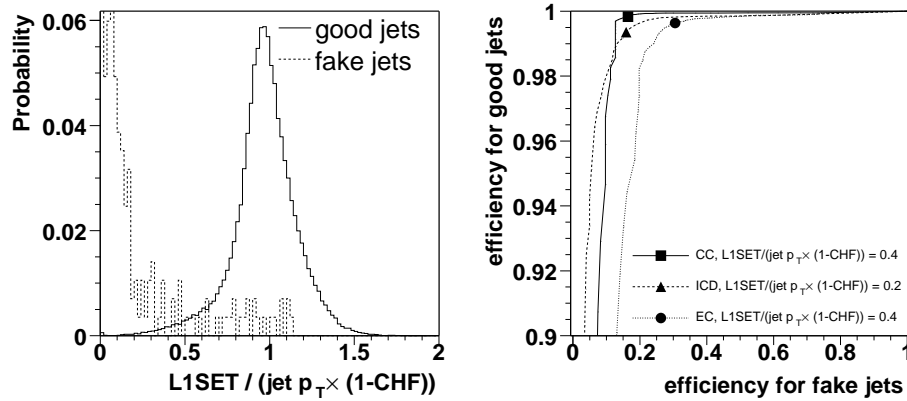 Probability
0.06
0.04
0.02
0
0
0.5
1
1.5
2
good jets
fake jets
L1SET / (jet p_T × (1-CHF))
efficiency for good jets
1
0.98
0.96
0.94
0.92
0.9
0
0.2
0.4
0.6
0.8
1
CC, L1SET/(jet p_T× (1-CHF)) = 0.4
ICD, L1SET/(jet p_T× (1-CHF)) = 0.2
EC, L1SET/(jet p_T× (1-CHF)) = 0.4
efficiency for fake jets